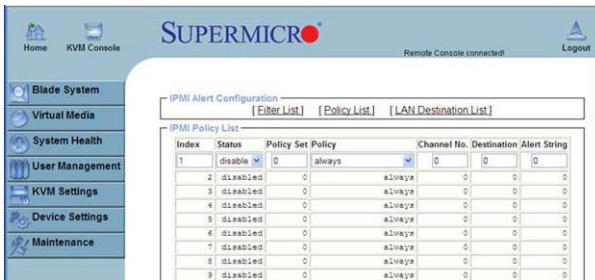 Home KVM Console
SUPERMICRO
Remote Console connected!
Logout
Blade System
Virtual Media
System Health
User Management
KVM Settings
Device Settings
Maintenance
IPMI Alert Configuration
[ Filter List ] [ Policy List ] [ LAN Destination List ]
IPMI Policy List
Index Status Policy Set Policy Channel No. Destination Alert String
1 disable 0 always 0 0 0
2 disabled 0 always 0 0 0
3 disabled 0 always 0 0 0
4 disabled 0 always 0 0 0
5 disabled 0 always 0 0 0
6 disabled 0 always 0 0 0
7 disabled 0 always 0 0 0
8 disabled 0 always 0 0 0
9 disabled 0 always 0 0 0